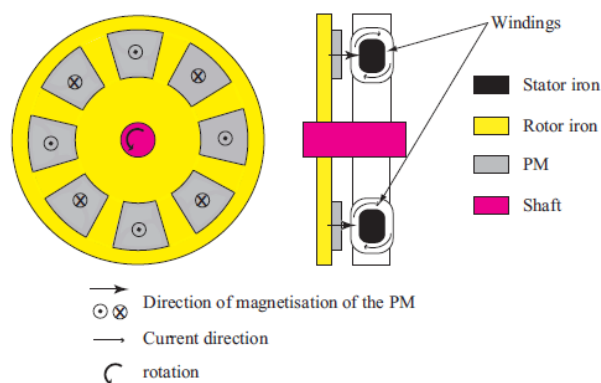 Windings
Stator iron
Rotor iron
PM
Shaft
Direction of magnetisation of the PM
Current direction
rotation